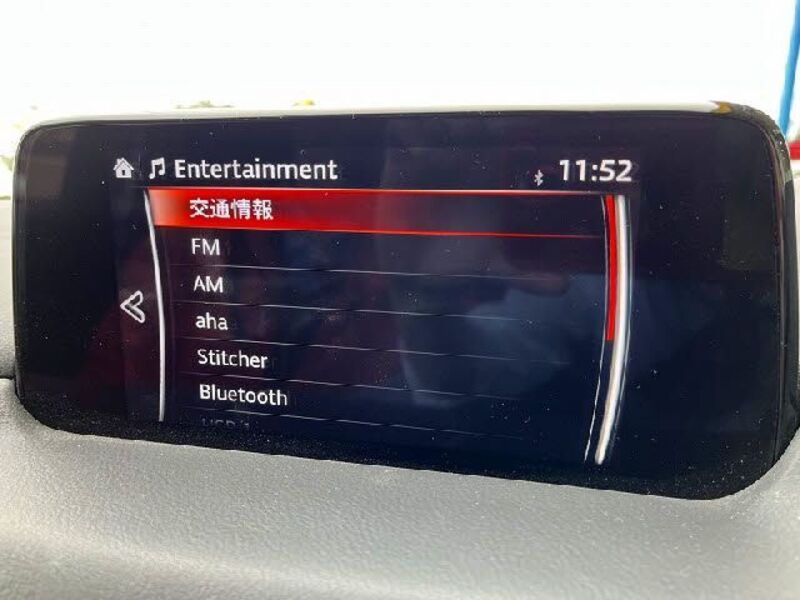 Entertainment
11:52
交通情報
FM
AM
aha
Stitcher
Bluetooth